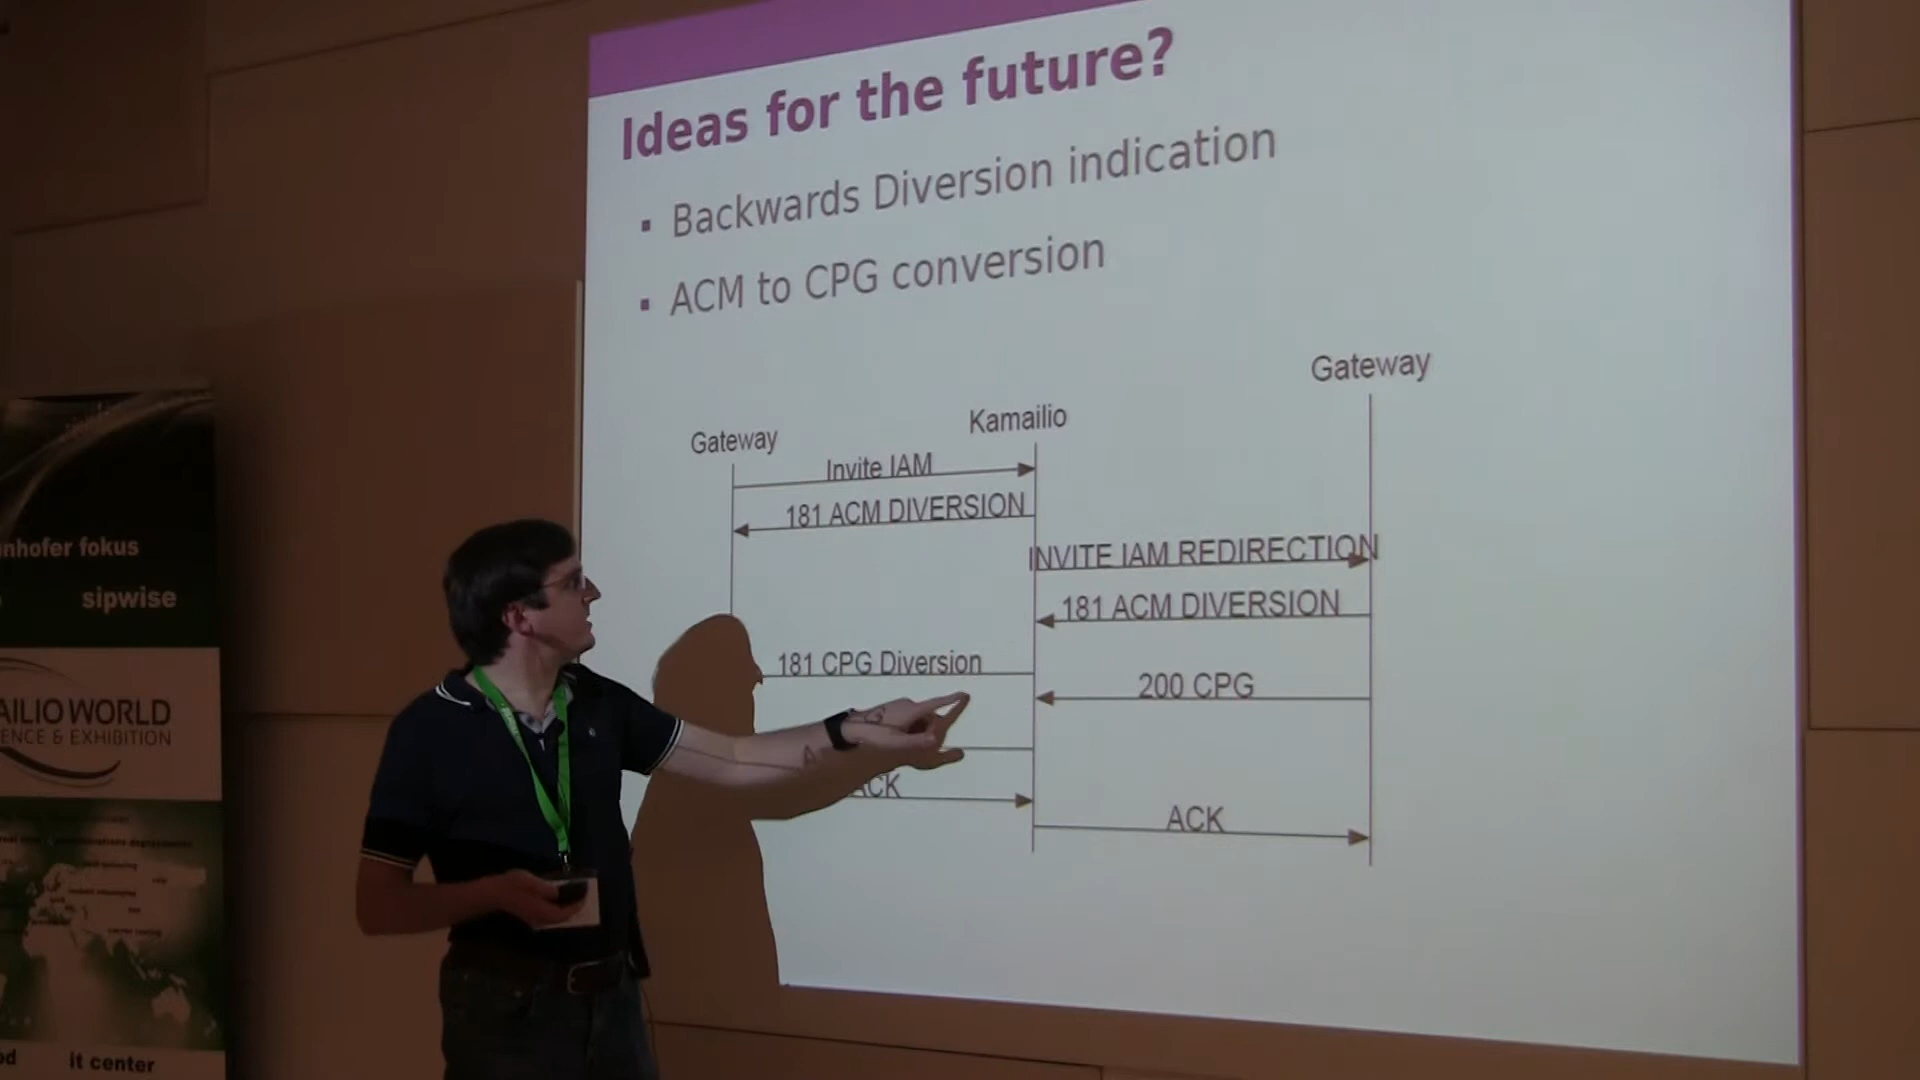 Ideas for the future?
▪ Backwards Diversion indication
▪ ACM to CPG conversion
Gateway
Kamailio
Gateway
Invite IAM
181 ACM DIVERSION
INVITE IAM REDIRECTION
181 ACM DIVERSION
181 CPG Diversion
200 CPG
ACK
ACK
nhofer fokus
sipwise
AILIO WORLD
ENCE & EXHIBITION
it center